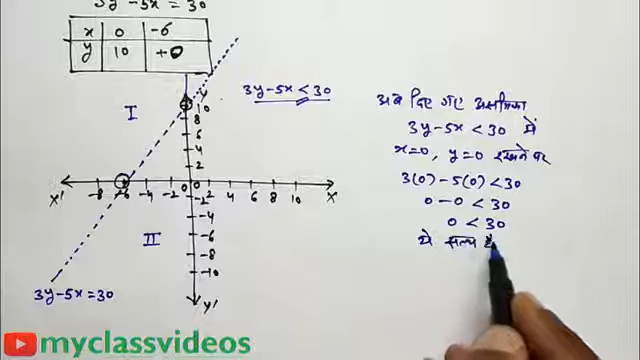 3y - 5x = 30
x 0 -6
y 10 +0
I
3y-5x < 30
10
8
6
4
2
X' -8 -6 -4 -2 0 0 2 4 6 8 10 X
-2
-4
-6
-8
-10
Y'
II
3y-5x=30
अब दिए गए असमिका
3y-5x < 30 में
x=0, y=0 रखने पर
3(0) - 5(0) < 30
0 - 0 < 30
0 < 30
ये सत्य है
myclassvideos